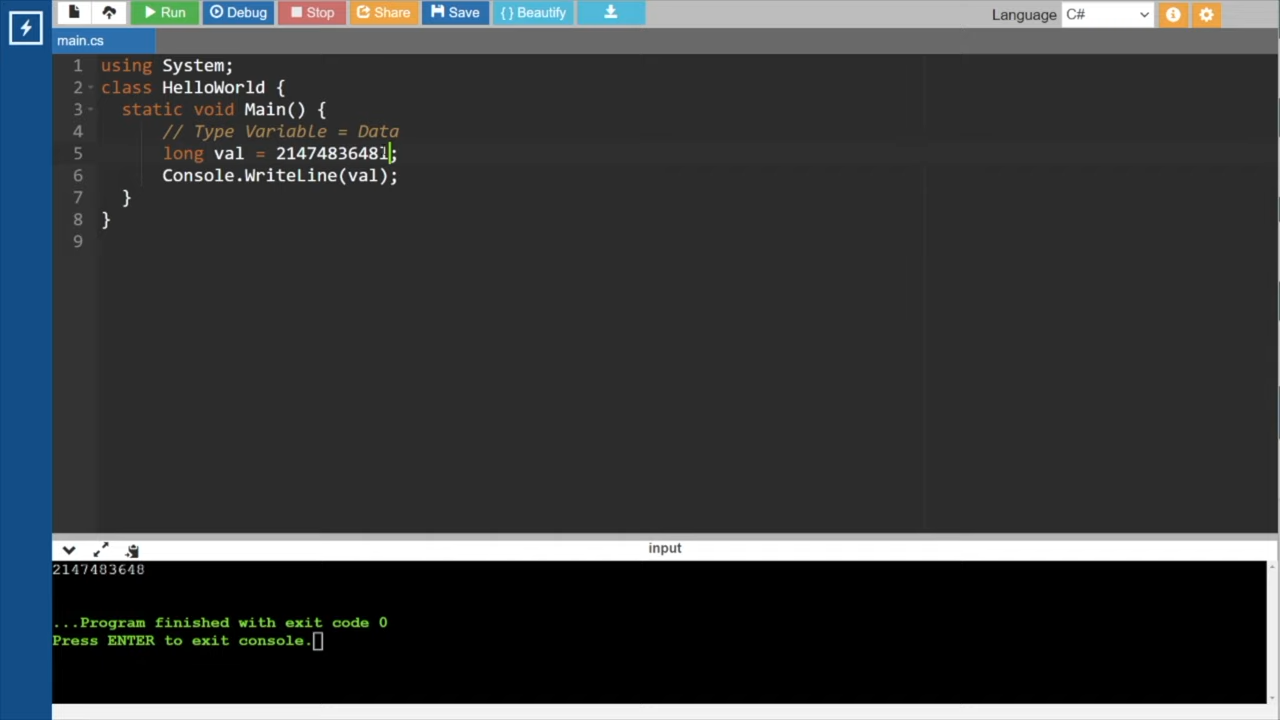 Run Debug Stop Share Save { } Beautify Language C#
main.cs
1 using System;
2 class HelloWorld {
3 static void Main() {
4 // Type Variable = Data
5 long val = 2147483648l;
6 Console.WriteLine(val);
7 }
8 }
9
input
2147483648
...Program finished with exit code 0
Press ENTER to exit console.